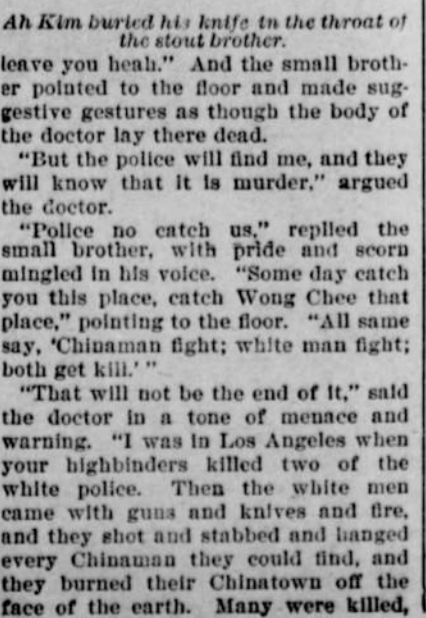 Ah Kim buried his knife in the throat of
the stout brother.
leave you heah." And the small broth-
er pointed to the floor and made sug-
gestive gestures as though the body of
the doctor lay there dead.
"But the police will find me, and they
will know that it is murder," argued
the doctor.
"Police no catch us," replied the
small brother, with pride and scorn
mingled in his voice. "Some day catch
you this place, catch Wong Chee that
place," pointing to the floor. "All same
say, 'Chinaman fight; white man fight;
both get kill.' "
"That will not be the end of it," said
the doctor in a tone of menace and
warning. "I was in Los Angeles when
your highbinders killed two of the
white police. Then the white men
came with guns and knives and fire,
and they shot and stabbed and hanged
every Chinaman they could find, and
they burned their Chinatown off the
face of the earth. Many were killed,